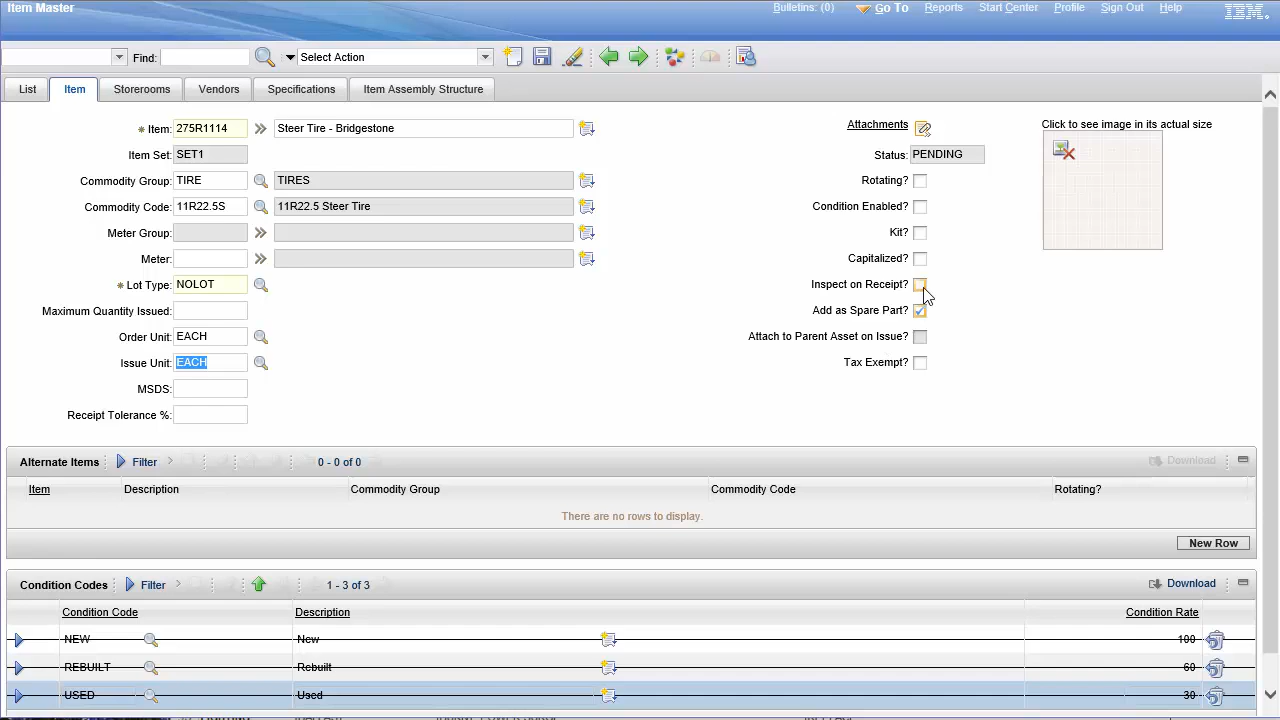 Item Master
Bulletins: (0) Go To Reports Start Center Profile Sign Out Help IBM.
Find: Select Action
List Item Storerooms Vendors Specifications Item Assembly Structure
* Item: 275R1114 Steer Tire - Bridgestone Attachments Click to see image in its actual size
Item Set: SET1 Status: PENDING
Commodity Group: TIRE TIRES Rotating?
Commodity Code: 11R22.5S 11R22.5 Steer Tire Condition Enabled?
Meter Group: Kit?
Meter: Capitalized?
* Lot Type: NOLOT Inspect on Receipt?
Maximum Quantity Issued: Add as Spare Part?
Order Unit: EACH Attach to Parent Asset on Issue?
Issue Unit: EACH Tax Exempt?
MSDS:
Receipt Tolerance %:
Alternate Items Filter 0 - 0 of 0 Download
Item Description Commodity Group Commodity Code Rotating?
There are no rows to display.
New Row
Condition Codes Filter 1 - 3 of 3 Download
Condition Code Description Condition Rate
NEW New 100
REBUILT Rebuilt 60
USED Used 30